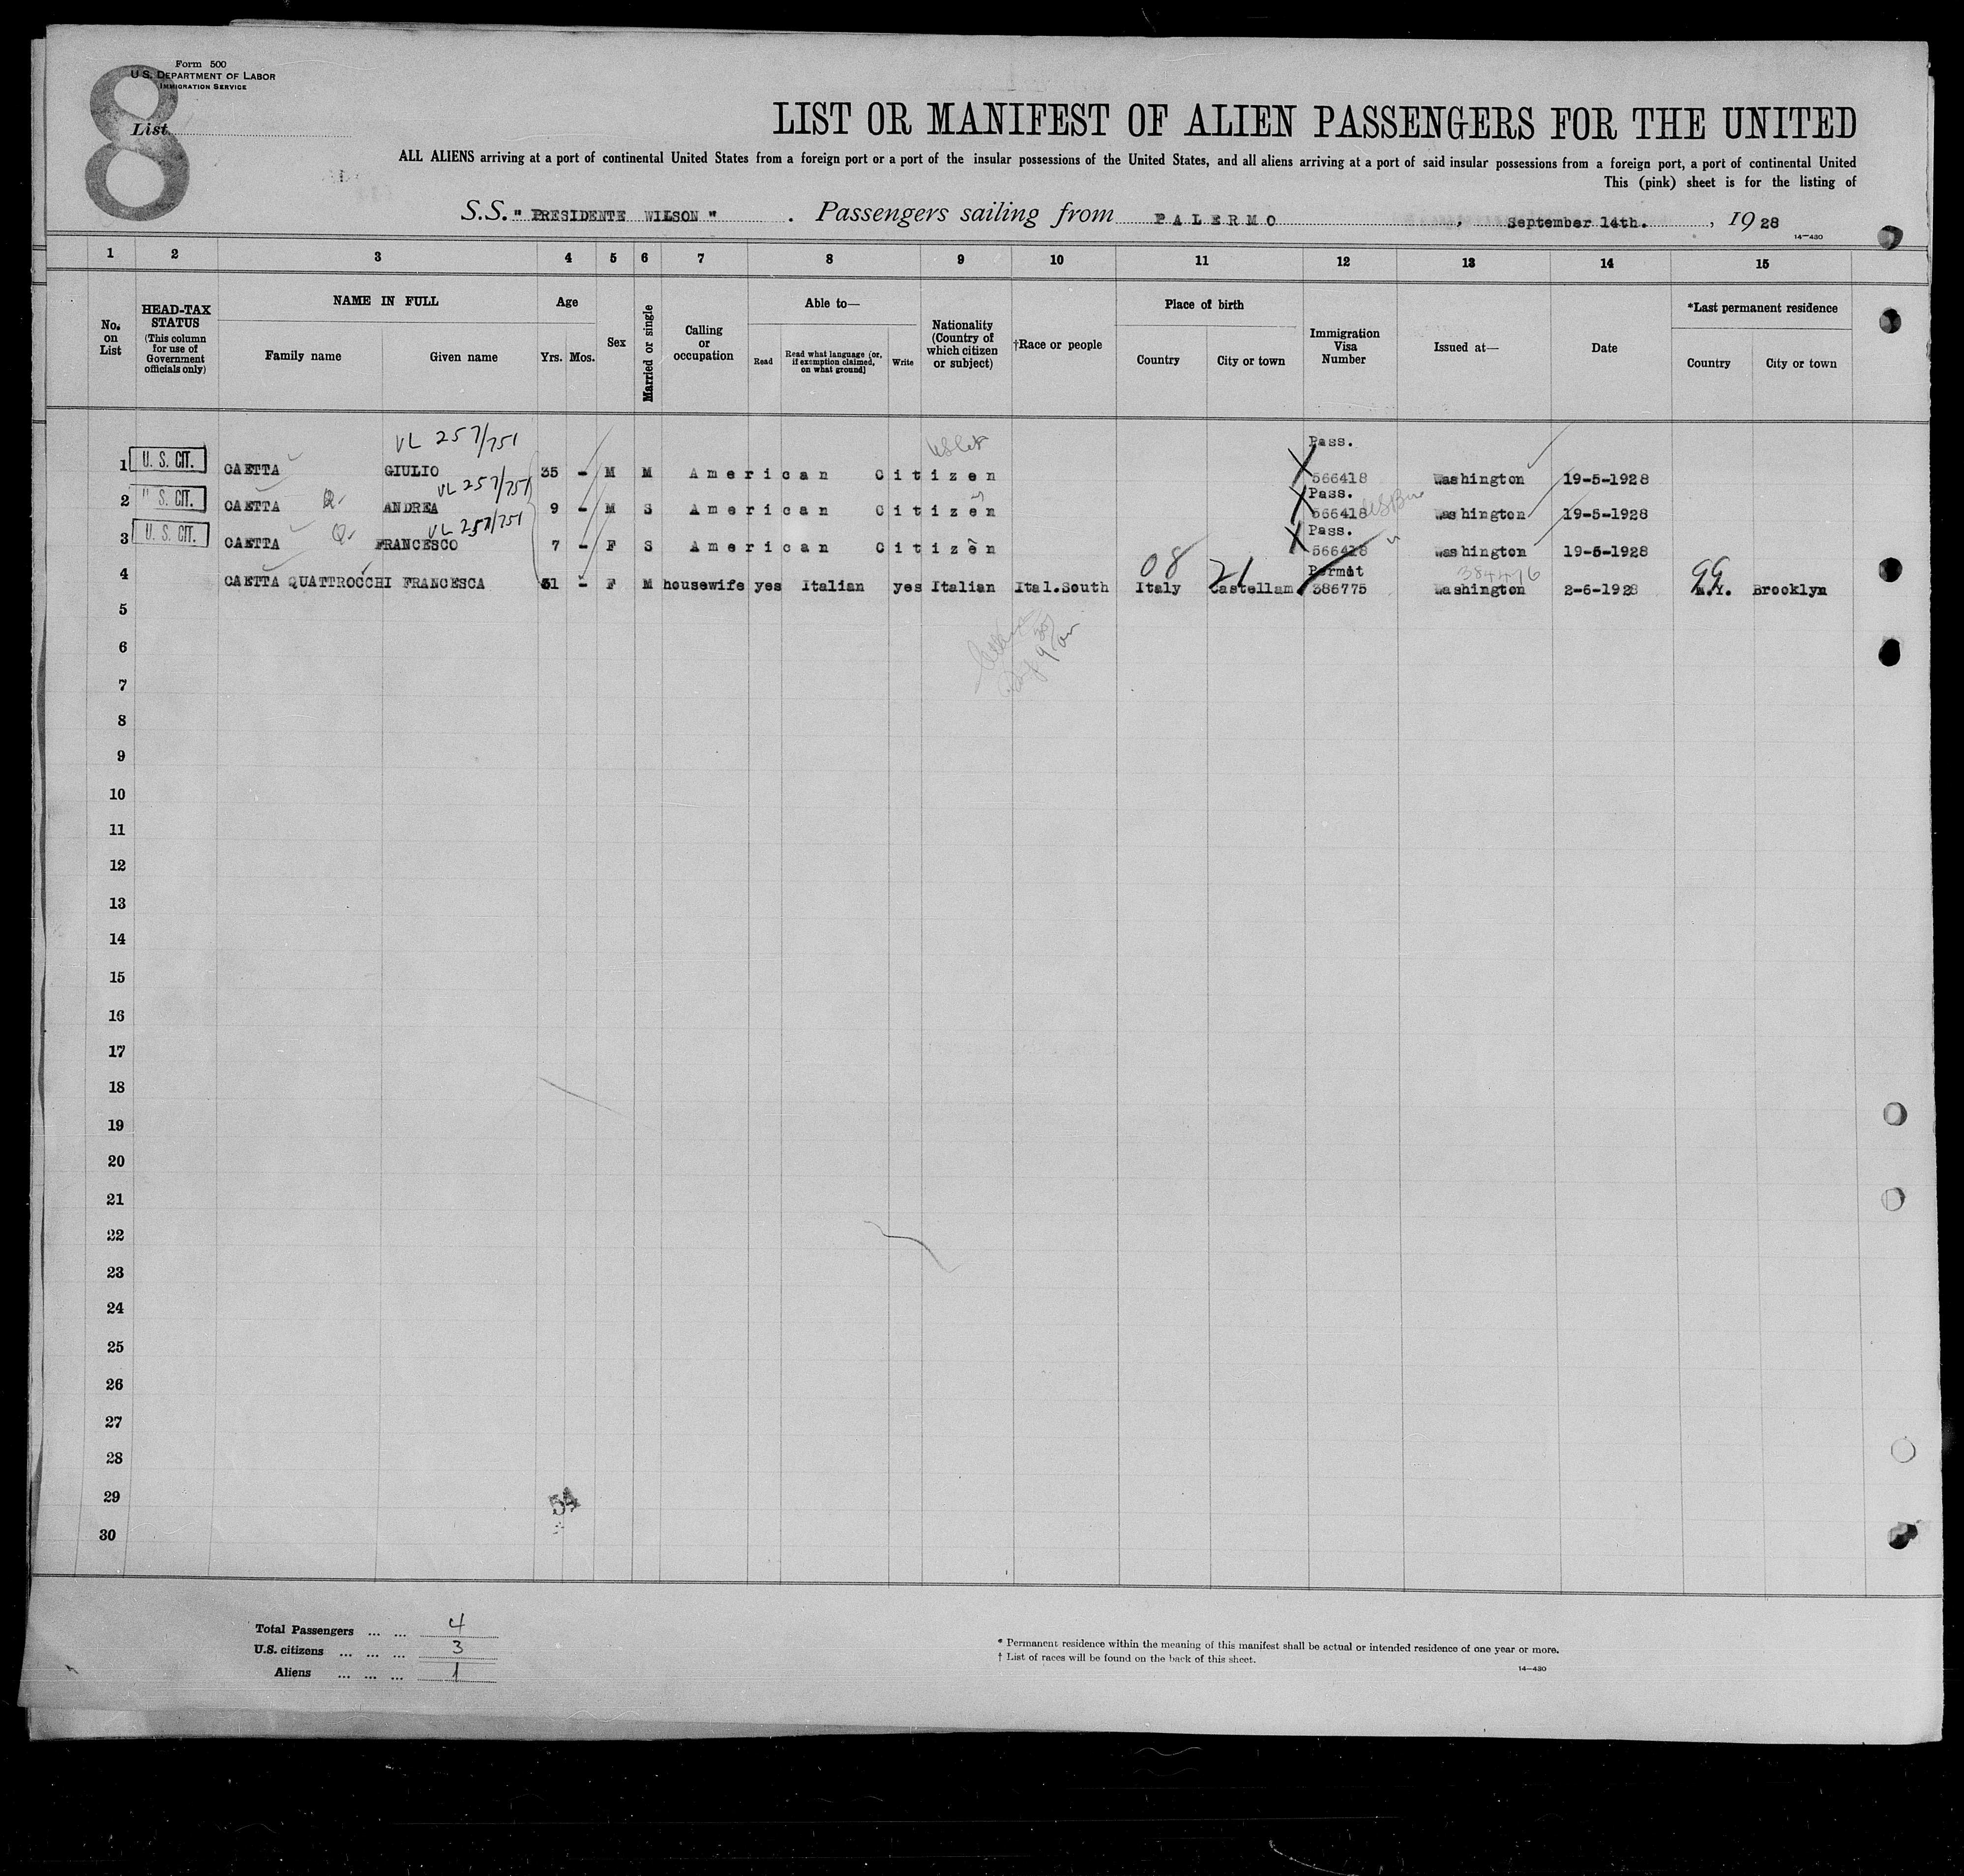 Form 500
U.S. DEPARTMENT OF LABOR
IMMIGRATION SERVICE
8
List
LIST OR MANIFEST OF ALIEN PASSENGERS FOR THE UNITED
ALL ALIENS arriving at a port of continental United States from a foreign port or a port of the insular possessions of the United States, and all aliens arriving at a port of said insular possessions from a foreign port, a port of continental United
This (pink) sheet is for the listing of
S.S. " PRESIDENTE WILSON " . Passengers sailing from PALERMO , September 14th. , 19 28
14—430
1 2 3 4 5 6 7 8 9 10 11 12 13 14 15
No. on List
HEAD-TAX STATUS (This column for use of Government officials only)
NAME IN FULL
Family name Given name
Age
Yrs. Mos.
Sex
Married or single
Calling or occupation
Able to—
Read
Read what language (or, if exemption claimed, on what ground)
Write
Nationality (Country of which citizen or subject)
†Race or people
Place of birth
Country City or town
Immigration Visa Number
Issued at—
Date
*Last permanent residence
Country City or town
VL 257/751
Pass.
1 U. S. CIT. CAETTA GIULIO 35 - M M American Citizen 566418 Washington 19-5-1928
VL 257/751
Pass.
2 S. CIT. CAETTA Q. ANDREA 9 - M S American Citizen 566418 Washington 19-5-1928
VL 257/751
Pass.
3 U. S. CIT. CAETTA Q. FRANCESCO 7 - F S American Citizen 566418 Washington 19-5-1928
08 21 Permit 384476 99
4 CAETTA QUATTROCCHI FRANCESCA 31 - F M housewife yes Italian yes Italian Ital.South Italy Castellam 386775 Washington 2-6-1928 N.Y. Brooklyn
5
6
7
8
9
10
11
12
13
14
15
16
17
18
19
20
21
22
23
24
25
26
27
28
29
54
30
Total Passengers ... ... 4
U.S. citizens ... ... ... 3
Aliens ... ... ... 1
* Permanent residence within the meaning of this manifest shall be actual or intended residence of one year or more.
† List of races will be found on the back of this sheet.
14—430